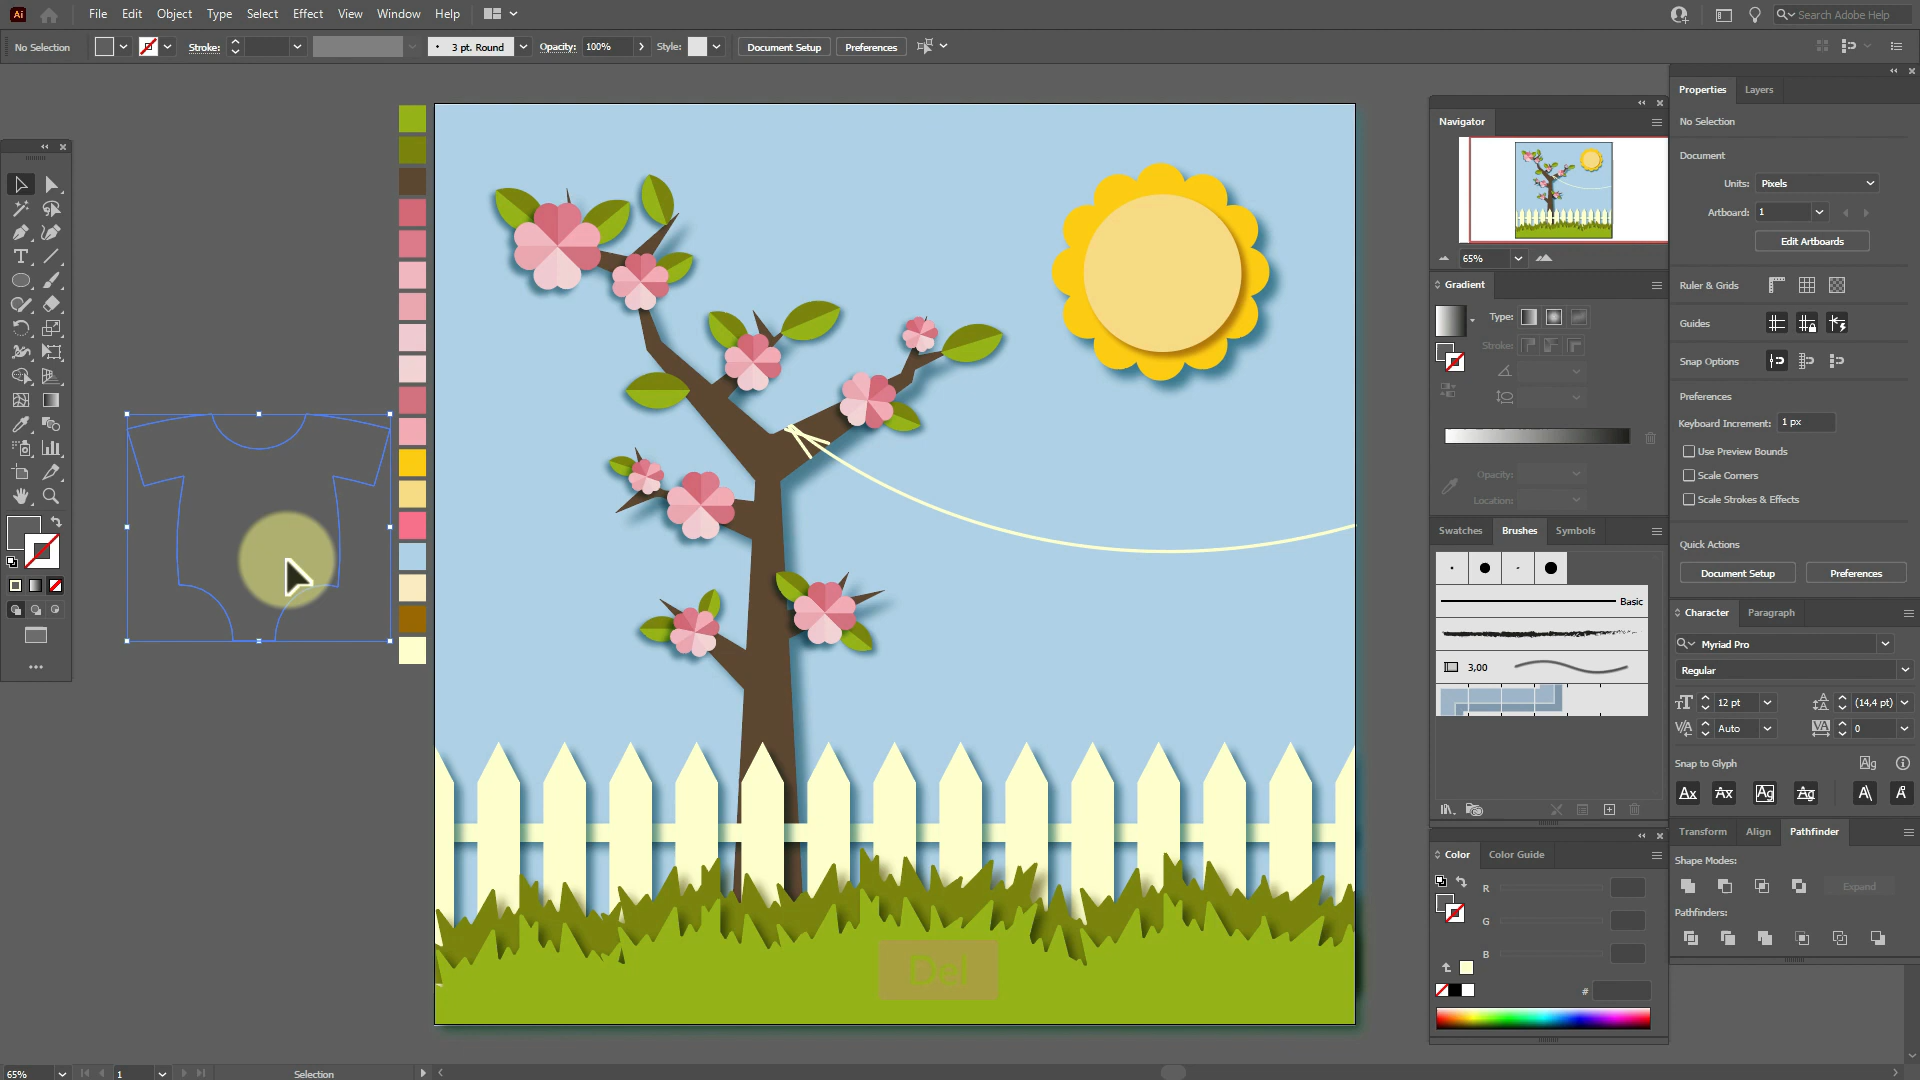 Ai File Edit Object Type Select Effect View Window Help Search Adobe Help
No Selection Stroke: 3 pt. Round Opacity: 100% Style: Document Setup Preferences
Properties Layers
No Selection
Document
Units: Pixels
Artboard: 1
Edit Artboards
Ruler & Grids
Guides
Snap Options
Preferences
Keyboard Increment: 1 px
Use Preview Bounds
Scale Corners
Scale Strokes & Effects
Quick Actions
Document Setup Preferences
Character Paragraph
Myriad Pro
Regular
12 pt (14,4 pt)
Auto 0
Snap to Glyph
Transform Align Pathfinder
Shape Modes:
Expand
Pathfinders:
Navigator
65%
Gradient
Type:
Stroke:
Opacity:
Location:
Swatches Brushes Symbols
Basic
3,00
Color Color Guide
R
G
B
#
Del
65% 1 Selection